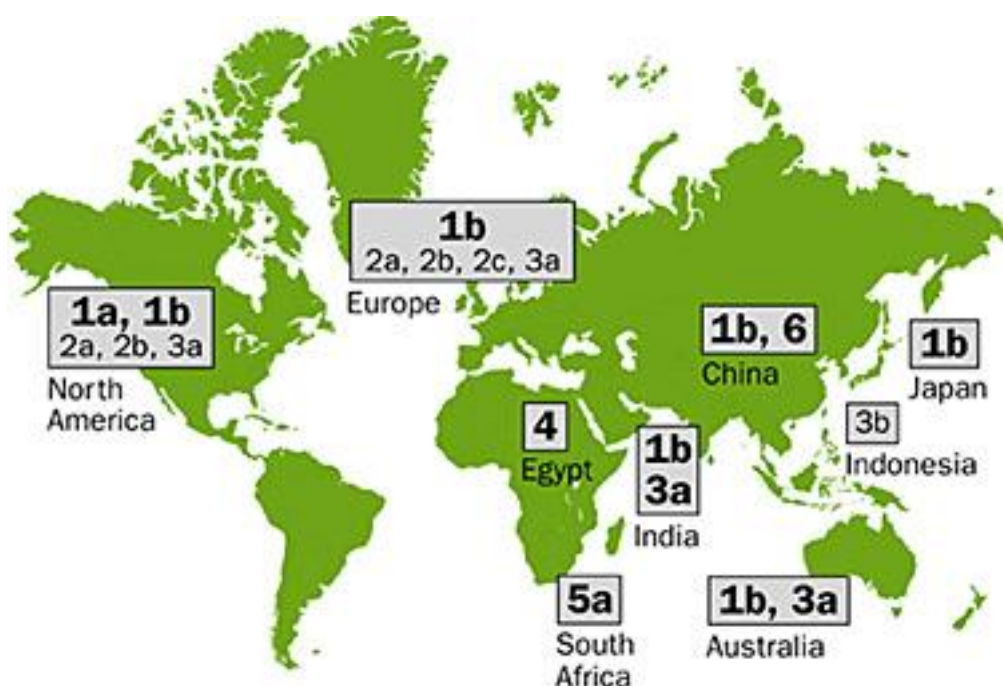 1b
2a, 2b, 2c, 3a
Europe
1a, 1b
2a, 2b, 3a
North
America
1b, 6
China
1b
Japan
4
Egypt
1b
3a
India
3b
Indonesia
5a
South
Africa
1b, 3a
Australia